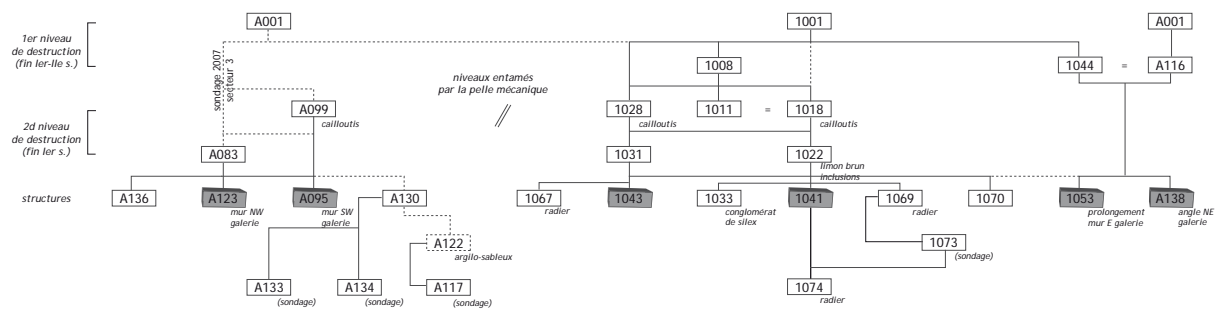 A001
1001
A001
1er niveau
de destruction
(fin Ier-IIe s.)
sondage 2007
secteur 3
niveaux entamés
par la pelle mécanique
1008
1044
=
A116
A099
cailloutis
1028
cailloutis
1011
=
1018
cailloutis
2d niveau
de destruction
(fin Ier s.)
A083
1031
1022
limon brun
inclusions
structures
A136
A123
mur NW
galerie
A095
mur SW
galerie
A130
1067
radier
1043
1033
conglomérat
de silex
1041
1069
radier
1070
1053
prolongement
mur E galerie
A138
angle NE
galerie
A122
argilo-sableux
1073
(sondage)
A133
(sondage)
A134
(sondage)
A117
(sondage)
1074
radier